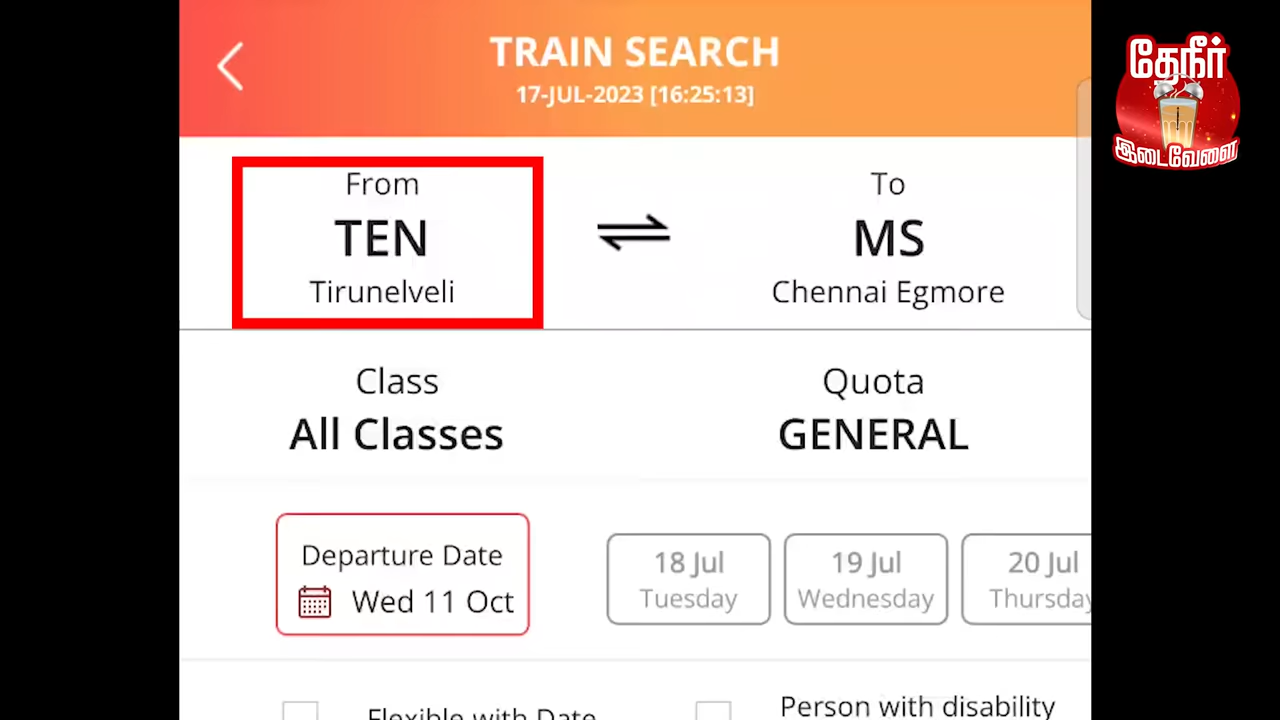 TRAIN SEARCH
17-JUL-2023 [16:25:13]
தேநீர்
இடைவேளை
From
To
TEN
MS
Tirunelveli
Chennai Egmore
Class
Quota
All Classes
GENERAL
Departure Date
Wed 11 Oct
18 Jul
19 Jul
20 Jul
Tuesday
Wednesday
Thursday
Flexible with Date
Person with disability